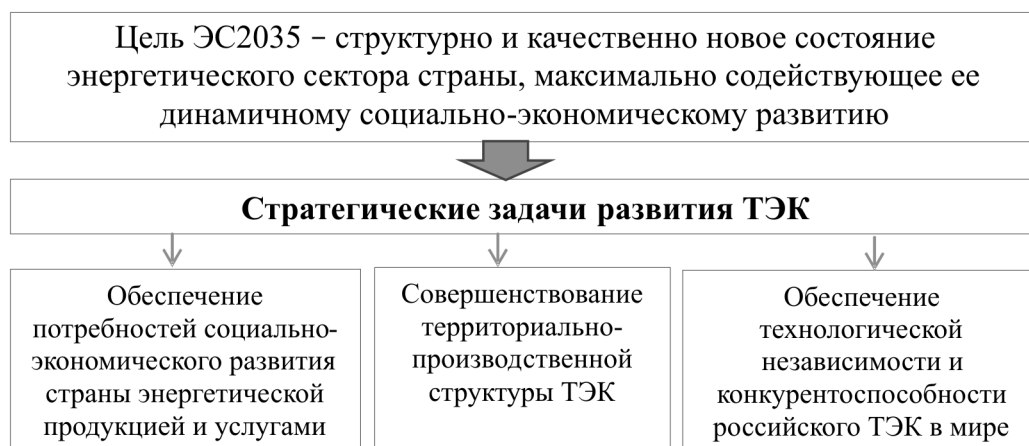 Цель ЭС2035 – структурно и качественно новое состояние
энергетического сектора страны, максимально содействующее ее
динамичному социально-экономическому развитию
Стратегические задачи развития ТЭК
Обеспечение
потребностей социально-
экономического развития
страны энергетической
продукцией и услугами
Совершенствование
территориально-
производственной
структуры ТЭК
Обеспечение
технологической
независимости и
конкурентоспособности
российского ТЭК в мире